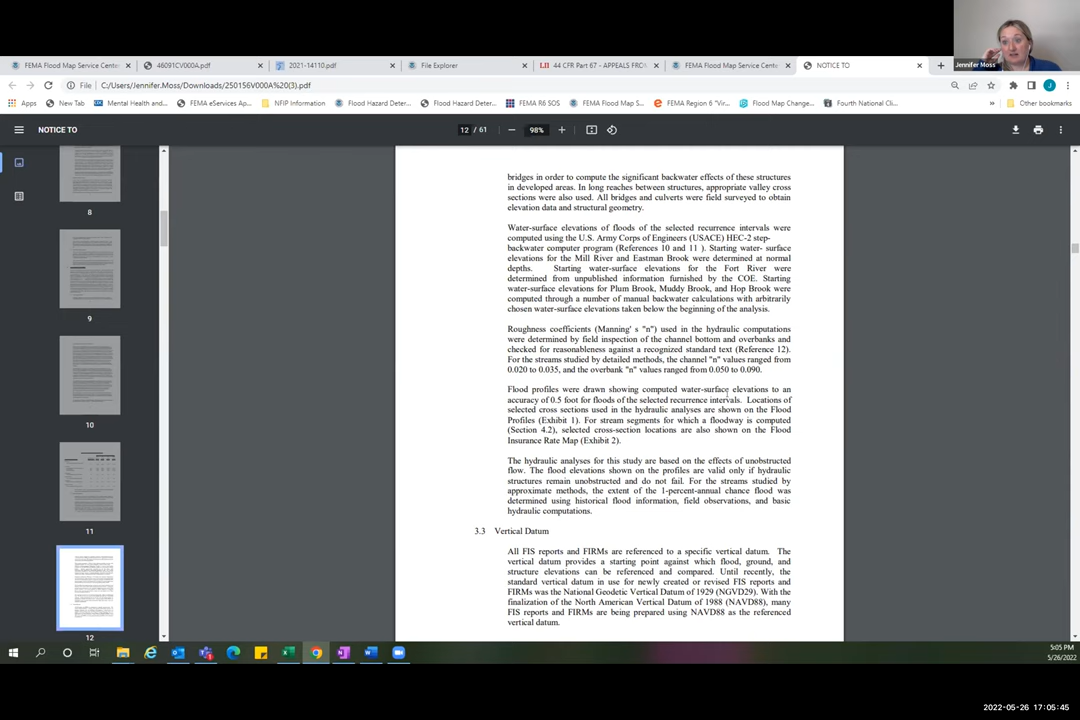 Jennifer Moss
FEMA Flood Map Service Cente
46091CV000A.pdf
2021-14110.pdf
File Explorer
44 CFR Part 67 - APPEALS FRO
FEMA Flood Map Service Cent
NOTICE TO
File
C:/Users/Jennifer.Moss/Downloads/250156V000A%20(3).pdf
Apps
New Tab
Mental Health and...
FEMA eServices Ap...
NFIP Information
Flood Hazard Deter...
Flood Hazard Deter...
FEMA R6 SOS
FEMA Flood Map S...
FEMA Region 6 "Vir...
Flood Map Change...
Fourth National Cli...
Other bookmarks
NOTICE TO
12 / 61
98%
8
9
10
11
12
bridges in order to compute the significant backwater effects of these structures
in developed areas. In long reaches between structures, appropriate valley cross
sections were also used. All bridges and culverts were field surveyed to obtain
elevation data and structural geometry.
Water-surface elevations of floods of the selected recurrence intervals were
computed using the U.S. Army Corps of Engineers (USACE) HEC-2 step-
backwater computer program (References 10 and 11 ). Starting water- surface
elevations for the Mill River and Eastman Brook were determined at normal
depths. Starting water-surface elevations for the Fort River were
determined from unpublished information furnished by the COE. Starting
water-surface elevations for Plum Brook, Muddy Brook, and Hop Brook were
computed through a number of manual backwater calculations with arbitrarily
chosen water-surface elevations taken below the beginning of the analysis.
Roughness coefficients (Manning' s "n") used in the hydraulic computations
were determined by field inspection of the channel bottom and overbanks and
checked for reasonableness against a recognized standard text (Reference 12).
For the streams studied by detailed methods, the channel "n" values ranged from
0.020 to 0.035, and the overbank "n" values ranged from 0.050 to 0.090.
Flood profiles were drawn showing computed water-surface elevations to an
accuracy of 0.5 foot for floods of the selected recurrence intervals. Locations of
selected cross sections used in the hydraulic analyses are shown on the Flood
Profiles (Exhibit 1). For stream segments for which a floodway is computed
(Section 4.2), selected cross-section locations are also shown on the Flood
Insurance Rate Map (Exhibit 2).
The hydraulic analyses for this study are based on the effects of unobstructed
flow. The flood elevations shown on the profiles are valid only if hydraulic
structures remain unobstructed and do not fail. For the streams studied by
approximate methods, the extent of the 1-percent-annual chance flood was
determined using historical flood information, field observations, and basic
hydraulic computations.
3.3 Vertical Datum
All FIS reports and FIRMs are referenced to a specific vertical datum. The
vertical datum provides a starting point against which flood, ground, and
structure elevations can be referenced and compared. Until recently, the
standard vertical datum in use for newly created or revised FIS reports and
FIRMs was the National Geodetic Vertical Datum of 1929 (NGVD29). With the
finalization of the North American Vertical Datum of 1988 (NAVD88), many
FIS reports and FIRMs are being prepared using NAVD88 as the referenced
vertical datum.
5:05 PM
5/26/2022
2022-05-26 17:05:45